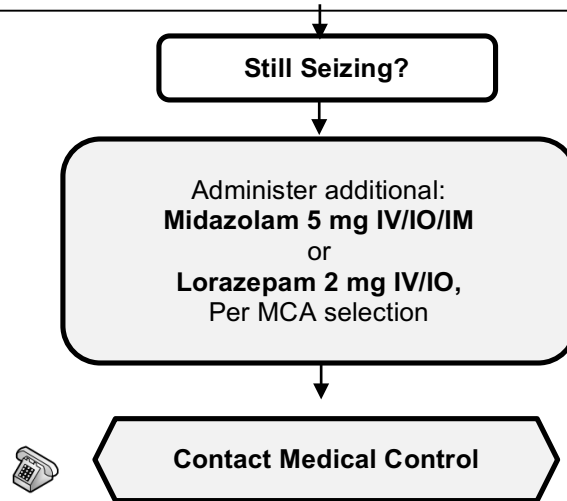 Still Seizing?
Administer additional:
Midazolam 5 mg IV/IO/IM
or
Lorazepam 2 mg IV/IO,
Per MCA selection
Contact Medical Control